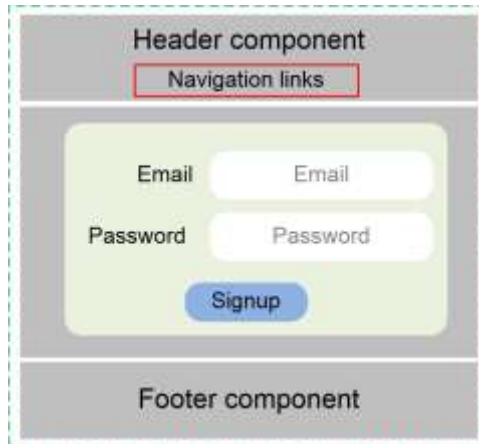 Header component
Navigation links
Email Email
Password Password
Signup
Footer component